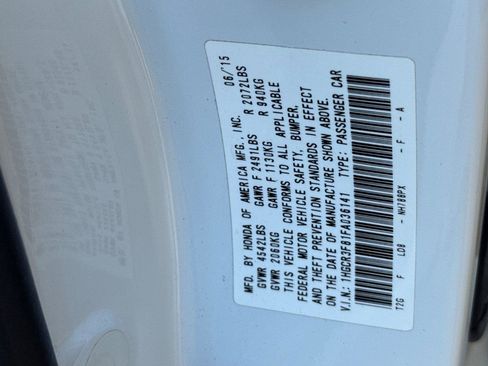 MFD. BY HONDA OF AMERICA MFG. INC. 06/15
GVWR 4542LBS GAWR F 2491LBS R 2072LBS
GVWR 2060KG GAWR F 1130KG R 940KG
THIS VEHICLE CONFORMS TO ALL APPLICABLE
FEDERAL MOTOR VEHICLE SAFETY, BUMPER,
AND THEFT PREVENTION STANDARDS IN EFFECT
ON THE DATE OF MANUFACTURE SHOWN ABOVE.
V.I.N.: 1HGCR3F81FA036141 TYPE: PASSENGER CAR
T2G F LDB - NH788PX - F - A